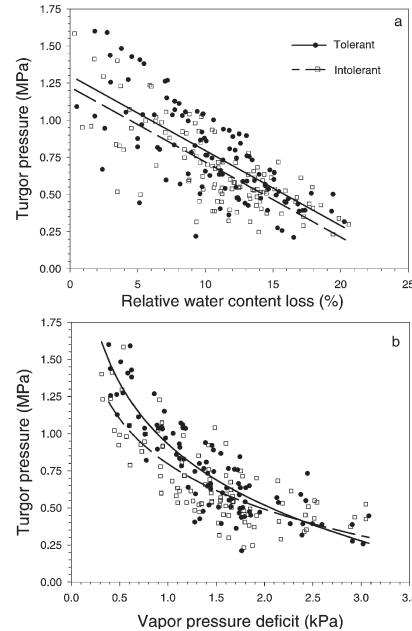 a
1.75
1.50
1.25
1.00
0.75
0.50
0.25
0.00
Turgor pressure (MPa)
Tolerant
Intolerant
0 5 10 15 20 25
Relative water content loss (%)
b
1.75
1.50
1.25
1.00
0.75
0.50
0.25
0.00
Turgor pressure (MPa)
0.0 0.5 1.0 1.5 2.0 2.5 3.0 3.
Vapor pressure deficit (kPa)